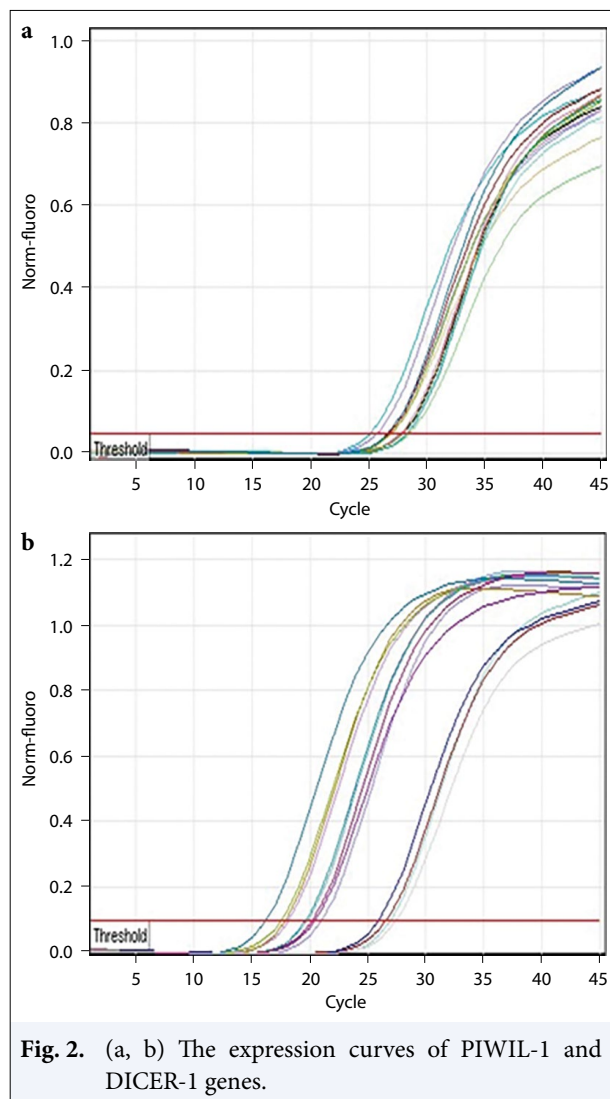 a
1.0
0.8
0.6
0.4
0.2
0.0
Norm-fluoro
Threshold
5 10 15 20 25 30 35 40 45
Cycle
b
1.2
1.0
0.8
0.6
0.4
0.2
0.0
Norm-fluoro
Threshold
5 10 15 20 25 30 35 40 45
Cycle
Fig. 2. (a, b) The expression curves of PIWIL-1 and
DICER-1 genes.